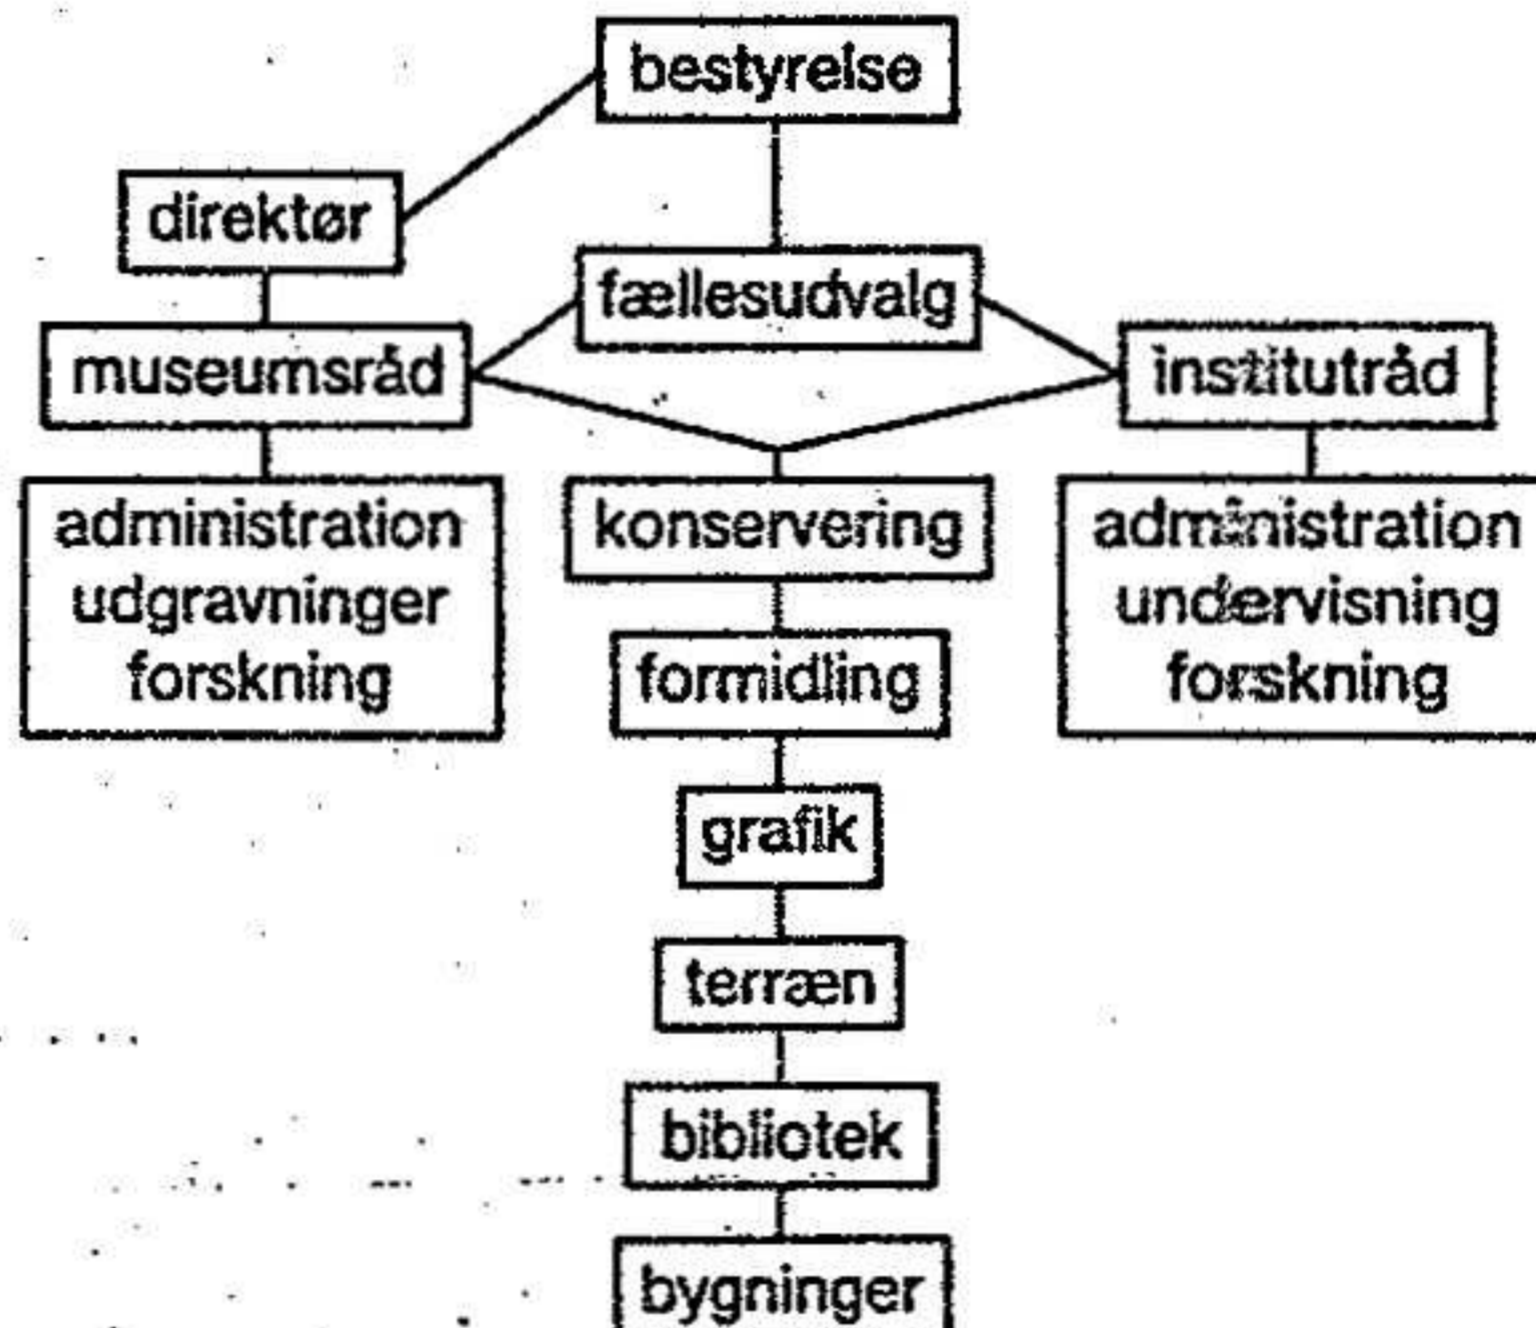 bestyrelse
direktør
fællesudvalg
museumsråd
institutråd
administration
udgravninger
forskning
konservering
administration
undervisning
forskning
formidling
grafik
terræn
bibliotek
bygninger